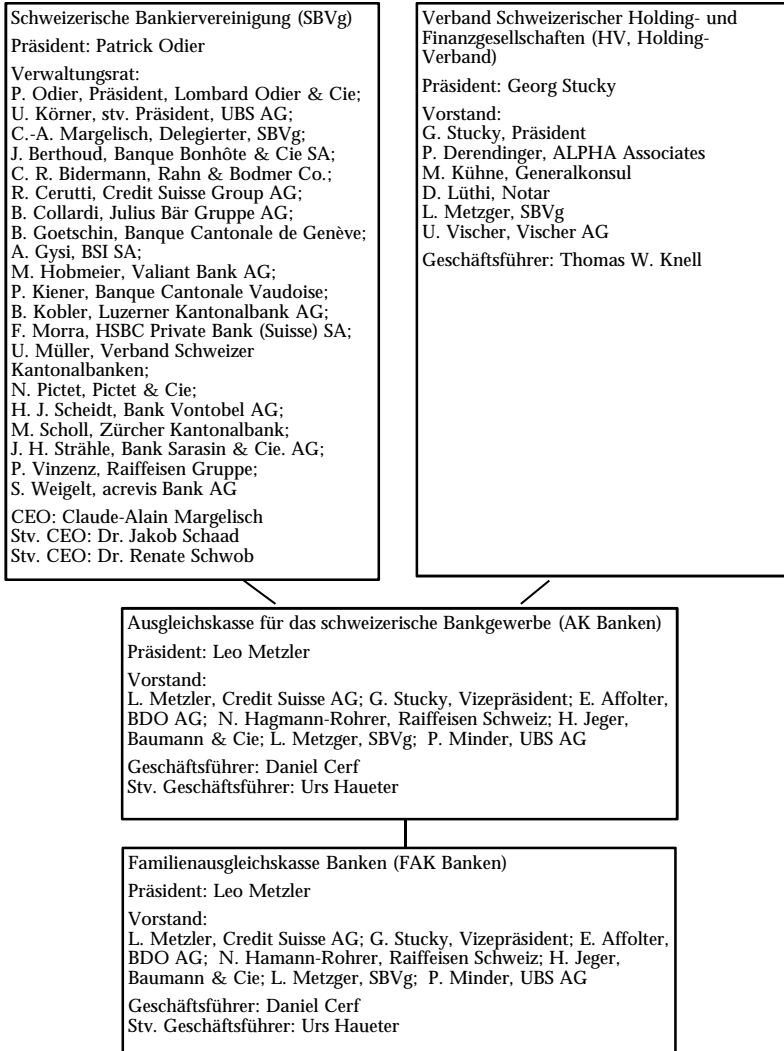 Schweizerische Bankiervereinigung (SBVg)
Präsident: Patrick Odier
Verwaltungsrat:
P. Odier, Präsident, Lombard Odier & Cie;
U. Körner, stv. Präsident, UBS AG;
C.-A. Margelisch, Delegierter, SBVg;
J. Berthoud, Banque Bonhôte & Cie SA;
C. R. Bidermann, Rahn & Bodmer Co.;
R. Cerutti, Credit Suisse Group AG;
B. Collardi, Julius Bär Gruppe AG;
B. Goetschin, Banque Cantonale de Genève;
A. Gysi, BSI SA;
M. Hobmeier, Valiant Bank AG;
P. Kiener, Banque Cantonale Vaudoise;
B. Kobler, Luzerner Kantonalbank AG;
F. Morra, HSBC Private Bank (Suisse) SA;
U. Müller, Verband Schweizer
Kantonalbanken;
N. Pictet, Pictet & Cie;
H. J. Scheidt, Bank Vontobel AG;
M. Scholl, Zürcher Kantonalbank;
J. H. Strähle, Bank Sarasin & Cie. AG;
P. Vinzenz, Raiffeisen Gruppe;
S. Weigelt, acrevis Bank AG
CEO: Claude-Alain Margelisch
Stv. CEO: Dr. Jakob Schaad
Stv. CEO: Dr. Renate Schwob
Verband Schweizerischer Holding- und
Finanzgesellschaften (HV, Holding-
Verband)
Präsident: Georg Stucky
Vorstand:
G. Stucky, Präsident
P. Derendinger, ALPHA Associates
M. Kühne, Generalkonsul
D. Lüthi, Notar
L. Metzger, SBVg
U. Vischer, Vischer AG
Geschäftsführer: Thomas W. Knell
Ausgleichskasse für das schweizerische Bankgewerbe (AK Banken)
Präsident: Leo Metzler
Vorstand:
L. Metzler, Credit Suisse AG; G. Stucky, Vizepräsident; E. Affolter,
BDO AG; N. Hagmann-Rohrer, Raiffeisen Schweiz; H. Jeger,
Baumann & Cie; L. Metzger, SBVg; P. Minder, UBS AG
Geschäftsführer: Daniel Cerf
Stv. Geschäftsführer: Urs Haueter
Familienausgleichskasse Banken (FAK Banken)
Präsident: Leo Metzler
Vorstand:
L. Metzler, Credit Suisse AG; G. Stucky, Vizepräsident; E. Affolter,
BDO AG; N. Hamann-Rohrer, Raiffeisen Schweiz; H. Jeger,
Baumann & Cie; L. Metzger, SBVg; P. Minder, UBS AG
Geschäftsführer: Daniel Cerf
Stv. Geschäftsführer: Urs Haueter